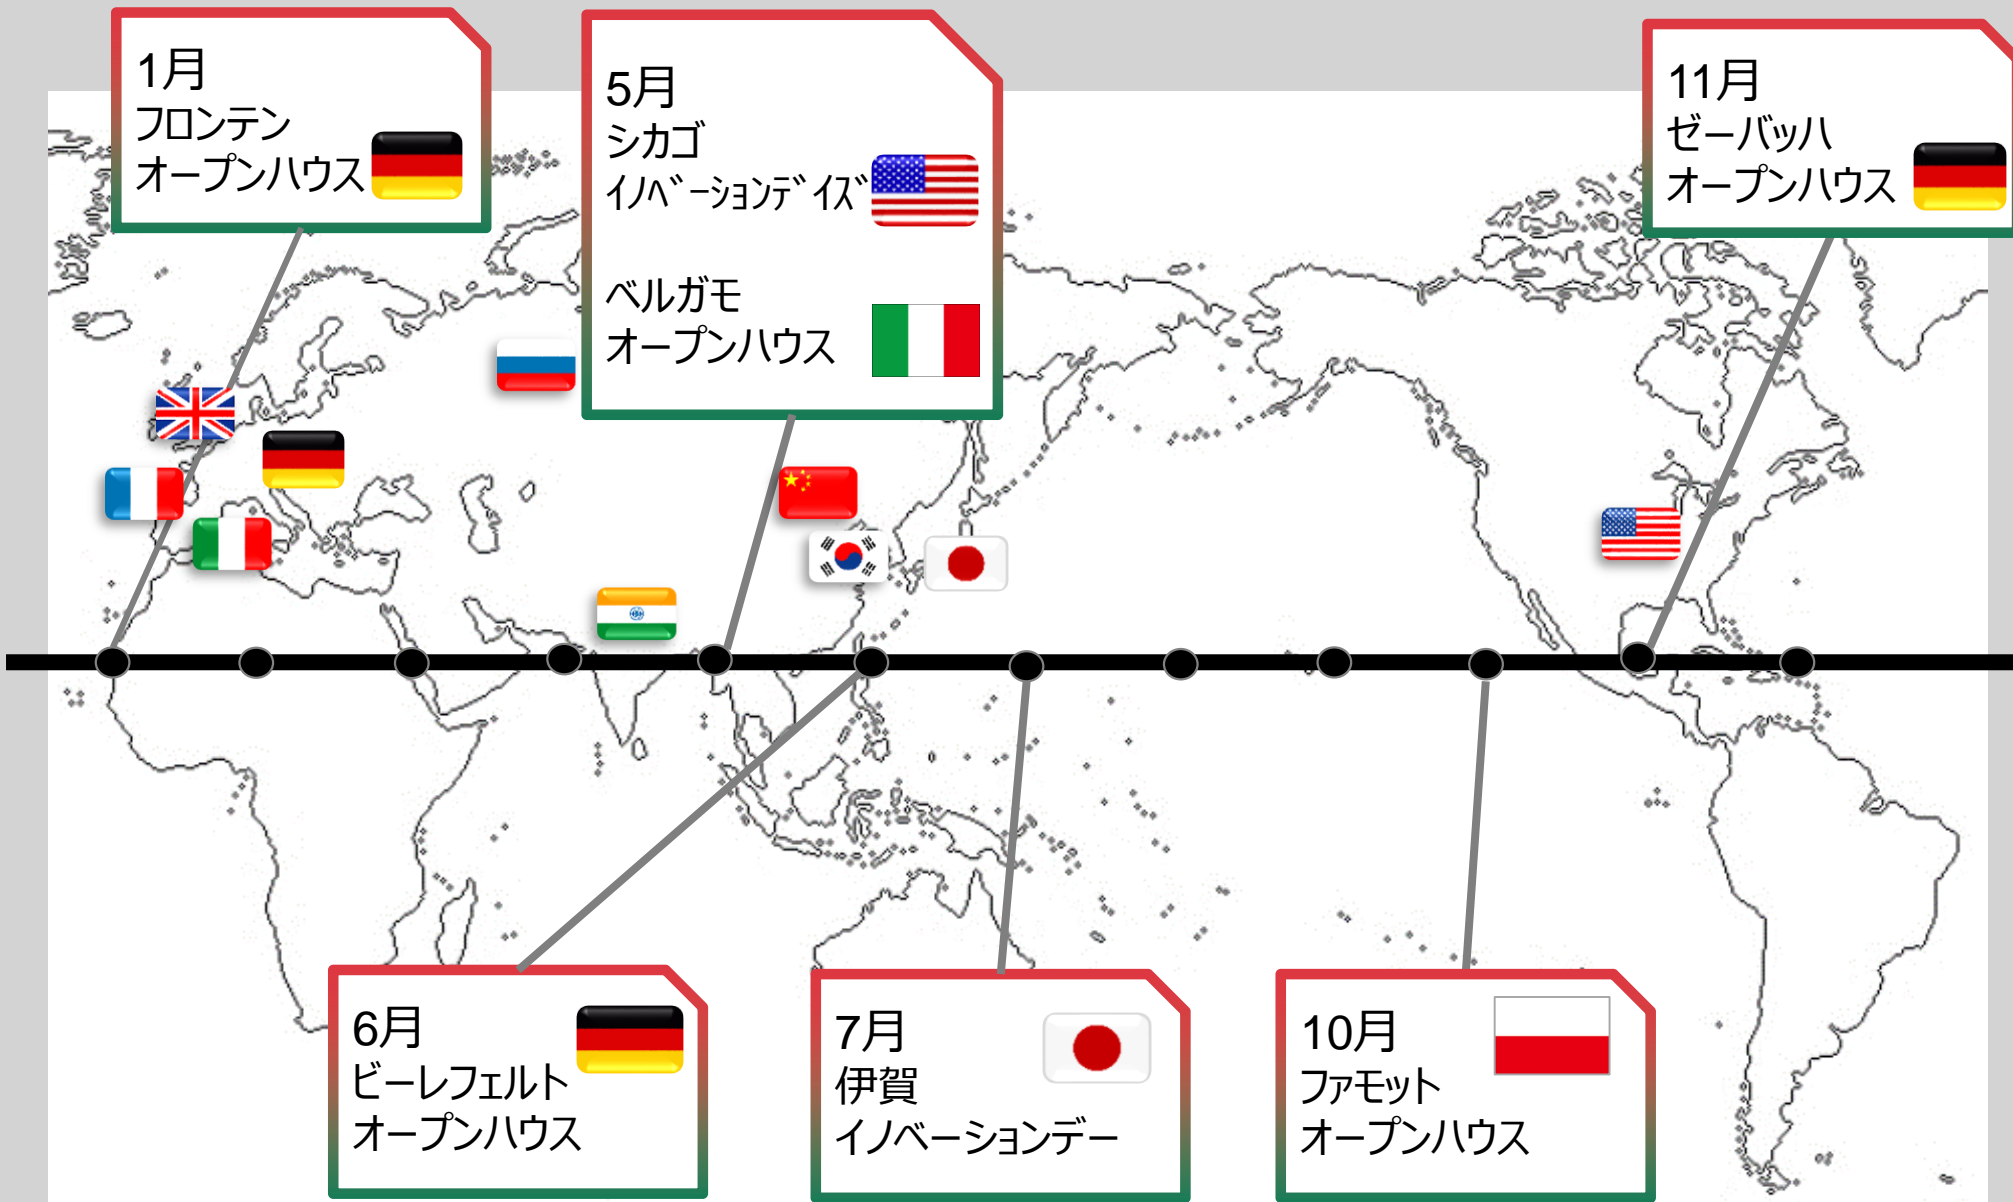 1月
フロンテン
オープンハウス
5月
シカゴ
ｲﾉﾍﾞｰｼｮﾝﾃﾞｲｽﾞ
ベルガモ
オープンハウス
11月
ゼーバッハ
オープンハウス
6月
ビーレフェルト
オープンハウス
7月
伊賀
イノベーションデー
10月
ファモット
オープンハウス